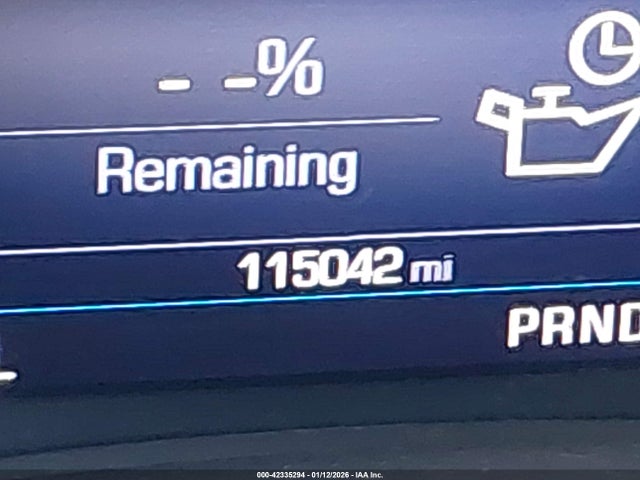 - -%
Remaining
115042 mi
PRND
000-42335294 - 01/12/2026 - IAA Inc.